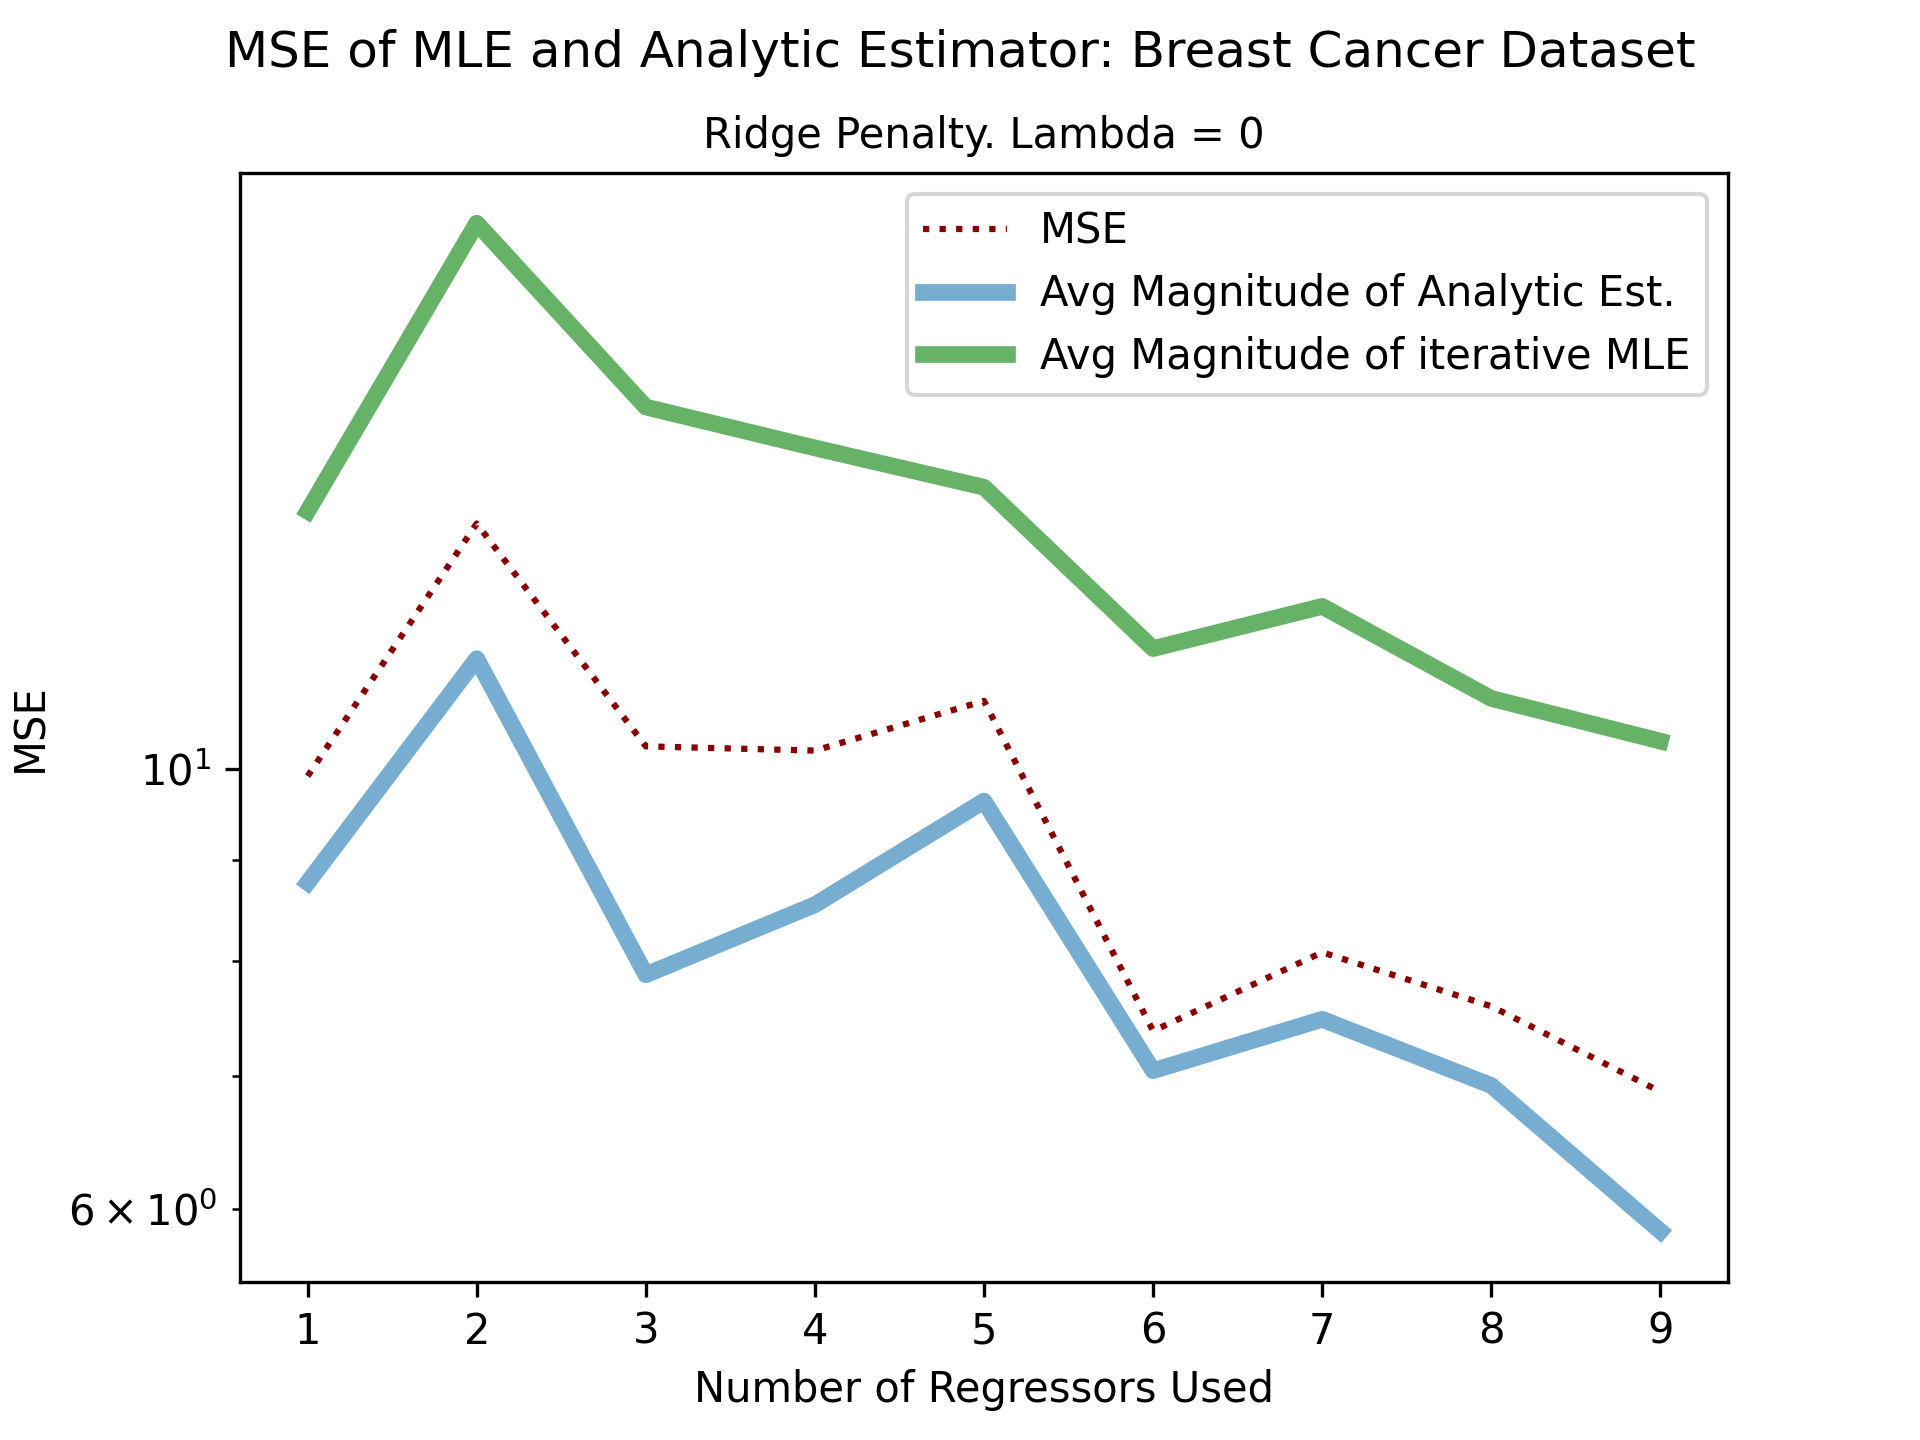 MSE of MLE and Analytic Estimator: Breast Cancer Dataset
Ridge Penalty. Lambda = 0
MSE
Avg Magnitude of Analytic Est.
Avg Magnitude of iterative MLE
MSE
10¹
6 × 10⁰
1 2 3 4 5 6 7 8 9
Number of Regressors Used